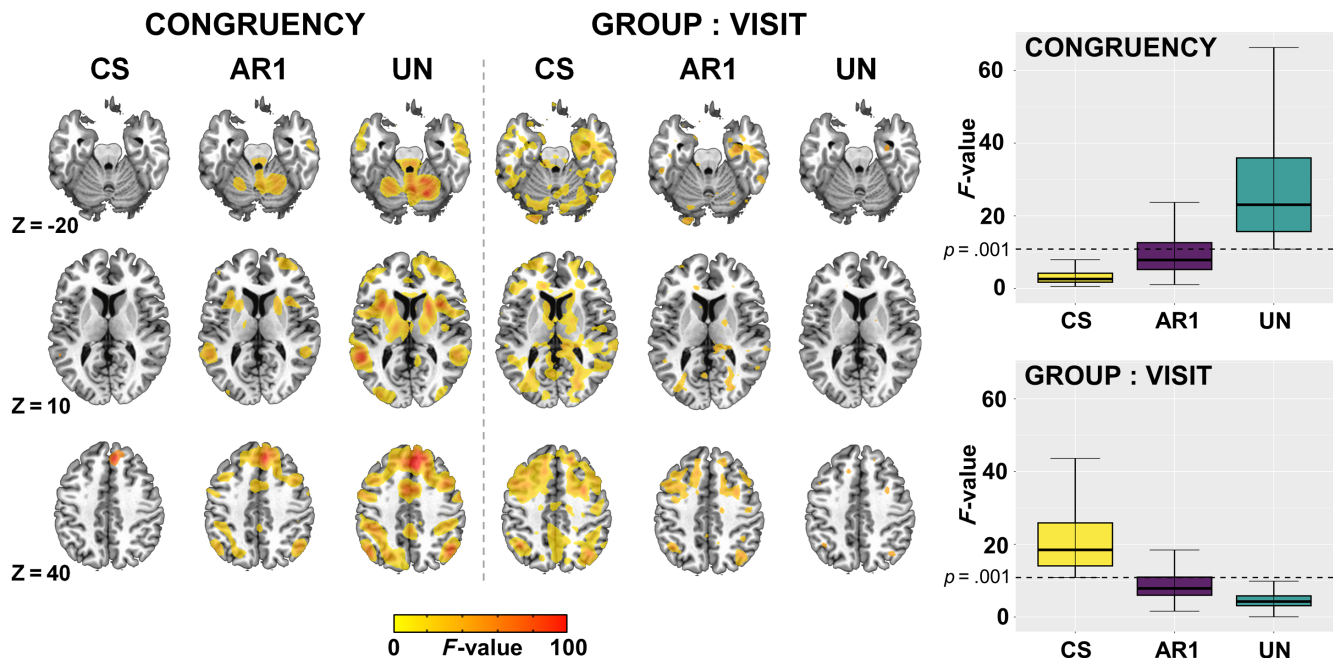 CONGRUENCY GROUP : VISIT
CS AR1 UN CS AR1 UN
Z = -20
Z = 10
Z = 40
0 F-value 100
CONGRUENCY
60
40
20
0
F-value
p = .001
CS AR1 UN
GROUP : VISIT
60
40
20
0
F-value
p = .001
CS AR1 UN